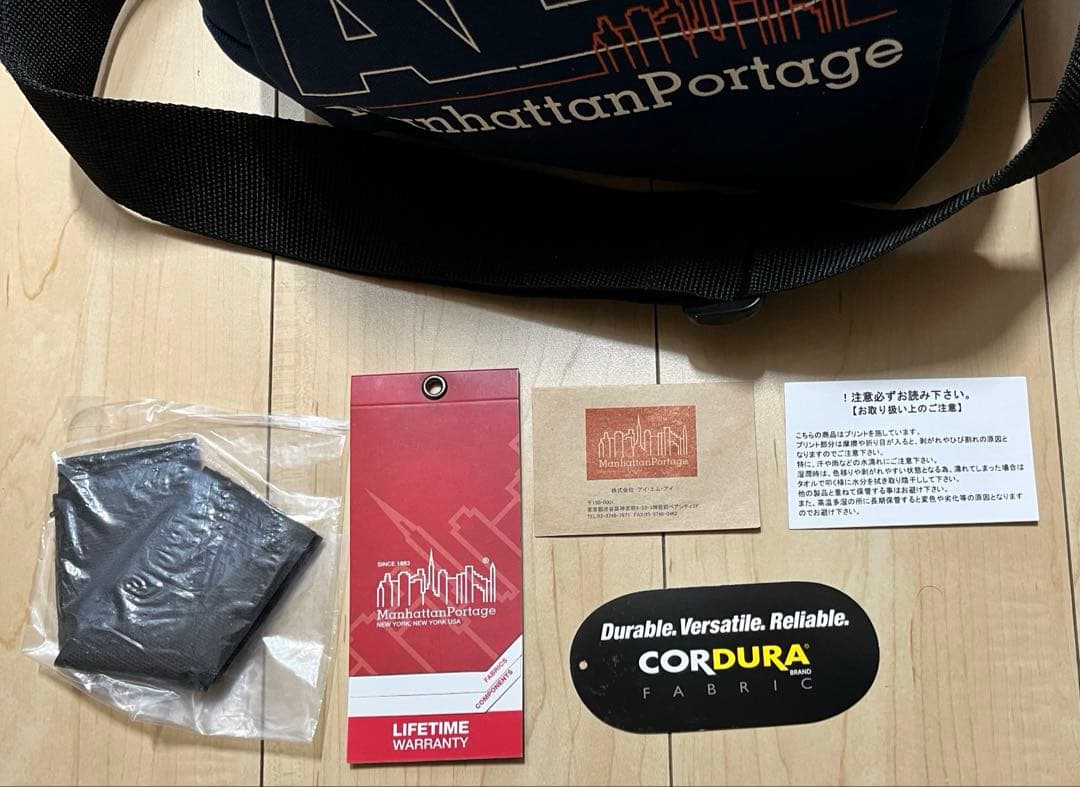 ManhattanPortage
SINCE 1983
®
ManhattanPortage
NEW YORK, NEW YORK USA
FABRICS
COMPONENTS
LIFETIME
WARRANTY
ManhattanPortage
株式会社 アイ・エム・アイ
！注意必ずお読み下さい。
【お取り扱い上のご注意】
こちらの商品はプリントを施しています。
プリント部分は摩擦や折り目が入ると、剥がれやひび割れの原因と
なりますのでご注意下さい。
特に、汗や雨などの水濡れにご注意下さい。
湿潤時は、色移りや剥がれやすい状態となる為、濡れてしまった場合は
タオルで叩く様に水分を拭き取り陰干しして下さい。
他の製品と重ねて保管する事はお避け下さい。
また、高温多湿の所に長期保管すると変色や劣化等の原因となります
のでお避け下さい。
Durable. Versatile. Reliable.
CORDURA®
BRAND
FABRIC